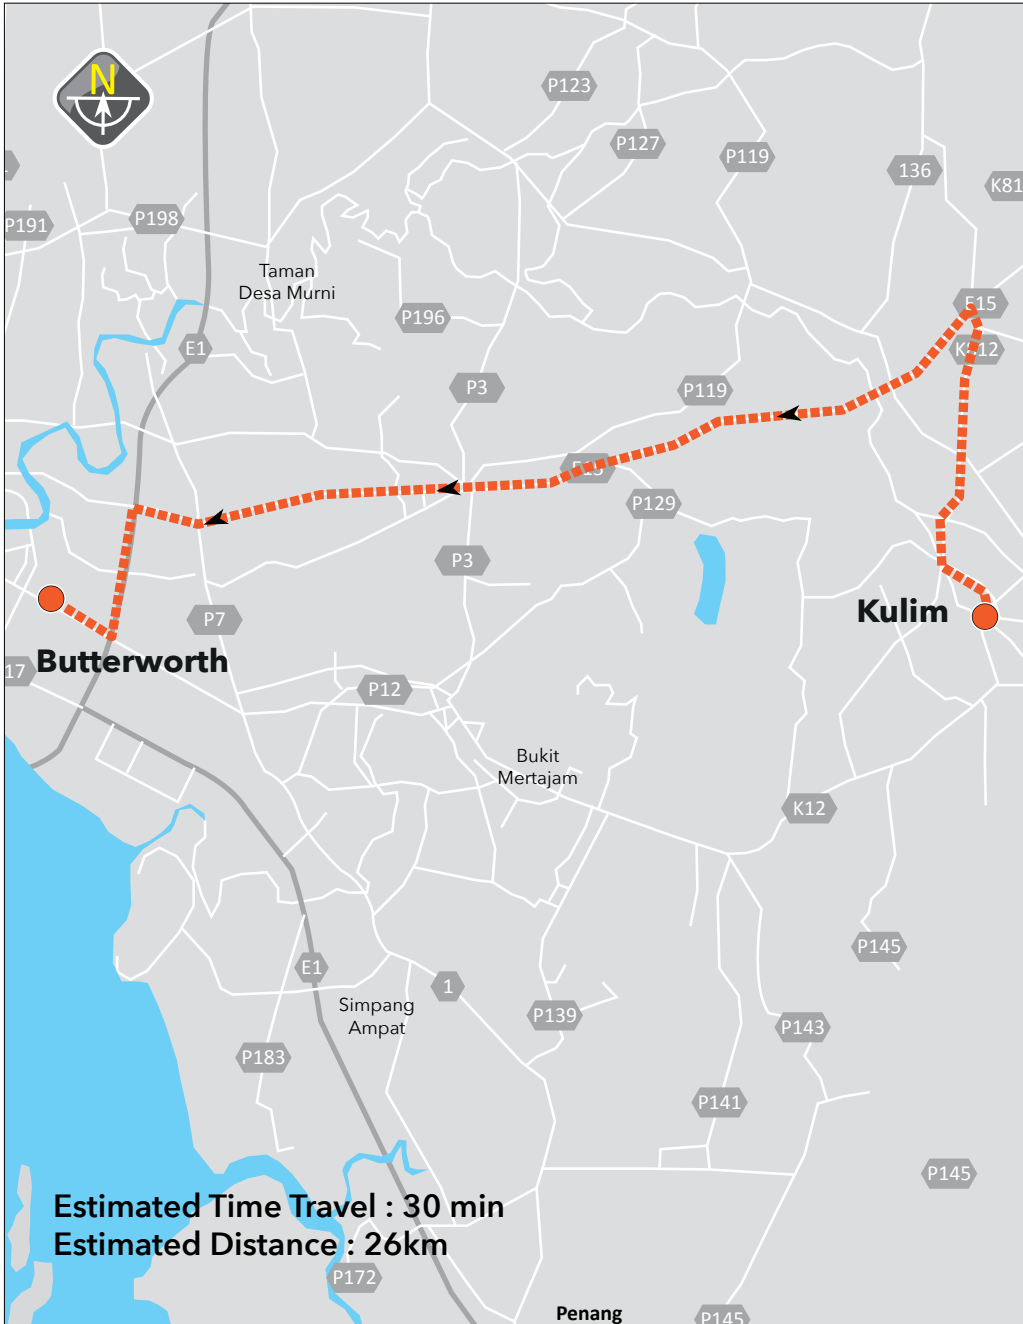 N
P123
P127
P119
136
K81
P191
P198
Taman
Desa Murni
E15
P196
E1
P3
P119
E15
P129
P3
Kulim
P7
Butterworth
17
P12
Bukit
Mertajam
K12
P145
E1
1
Simpang
Ampat
P139
P143
P183
P141
P145
Estimated Time Travel : 30 min
Estimated Distance : 26km
P172
Penang
P145